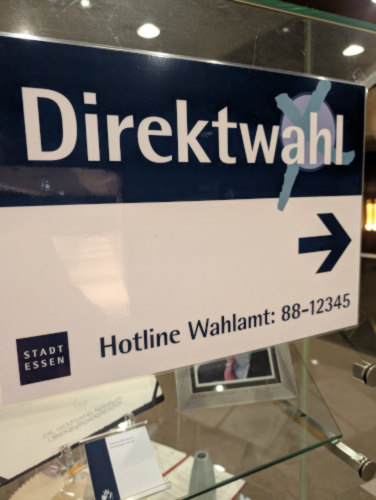 Direktwahl
Hotline Wahlamt: 88-12345
STADT
ESSEN